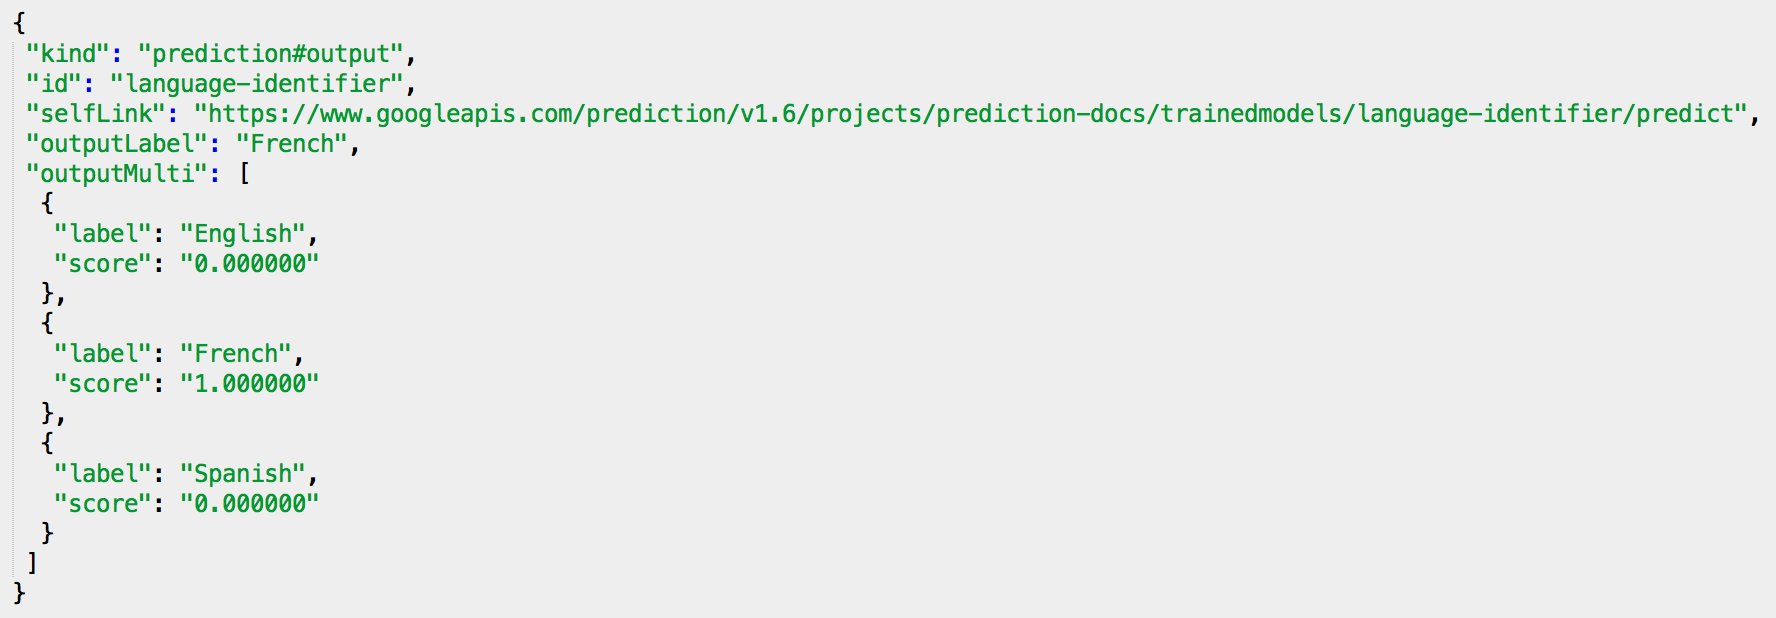 {
"kind": "prediction#output",
"id": "language-identifier",
"selfLink": "https://www.googleapis.com/prediction/v1.6/projects/prediction-docs/trainedmodels/language-identifier/predict",
"outputLabel": "French",
"outputMulti": [
{
"label": "English",
"score": "0.000000"
},
{
"label": "French",
"score": "1.000000"
},
{
"label": "Spanish",
"score": "0.000000"
}
]
}